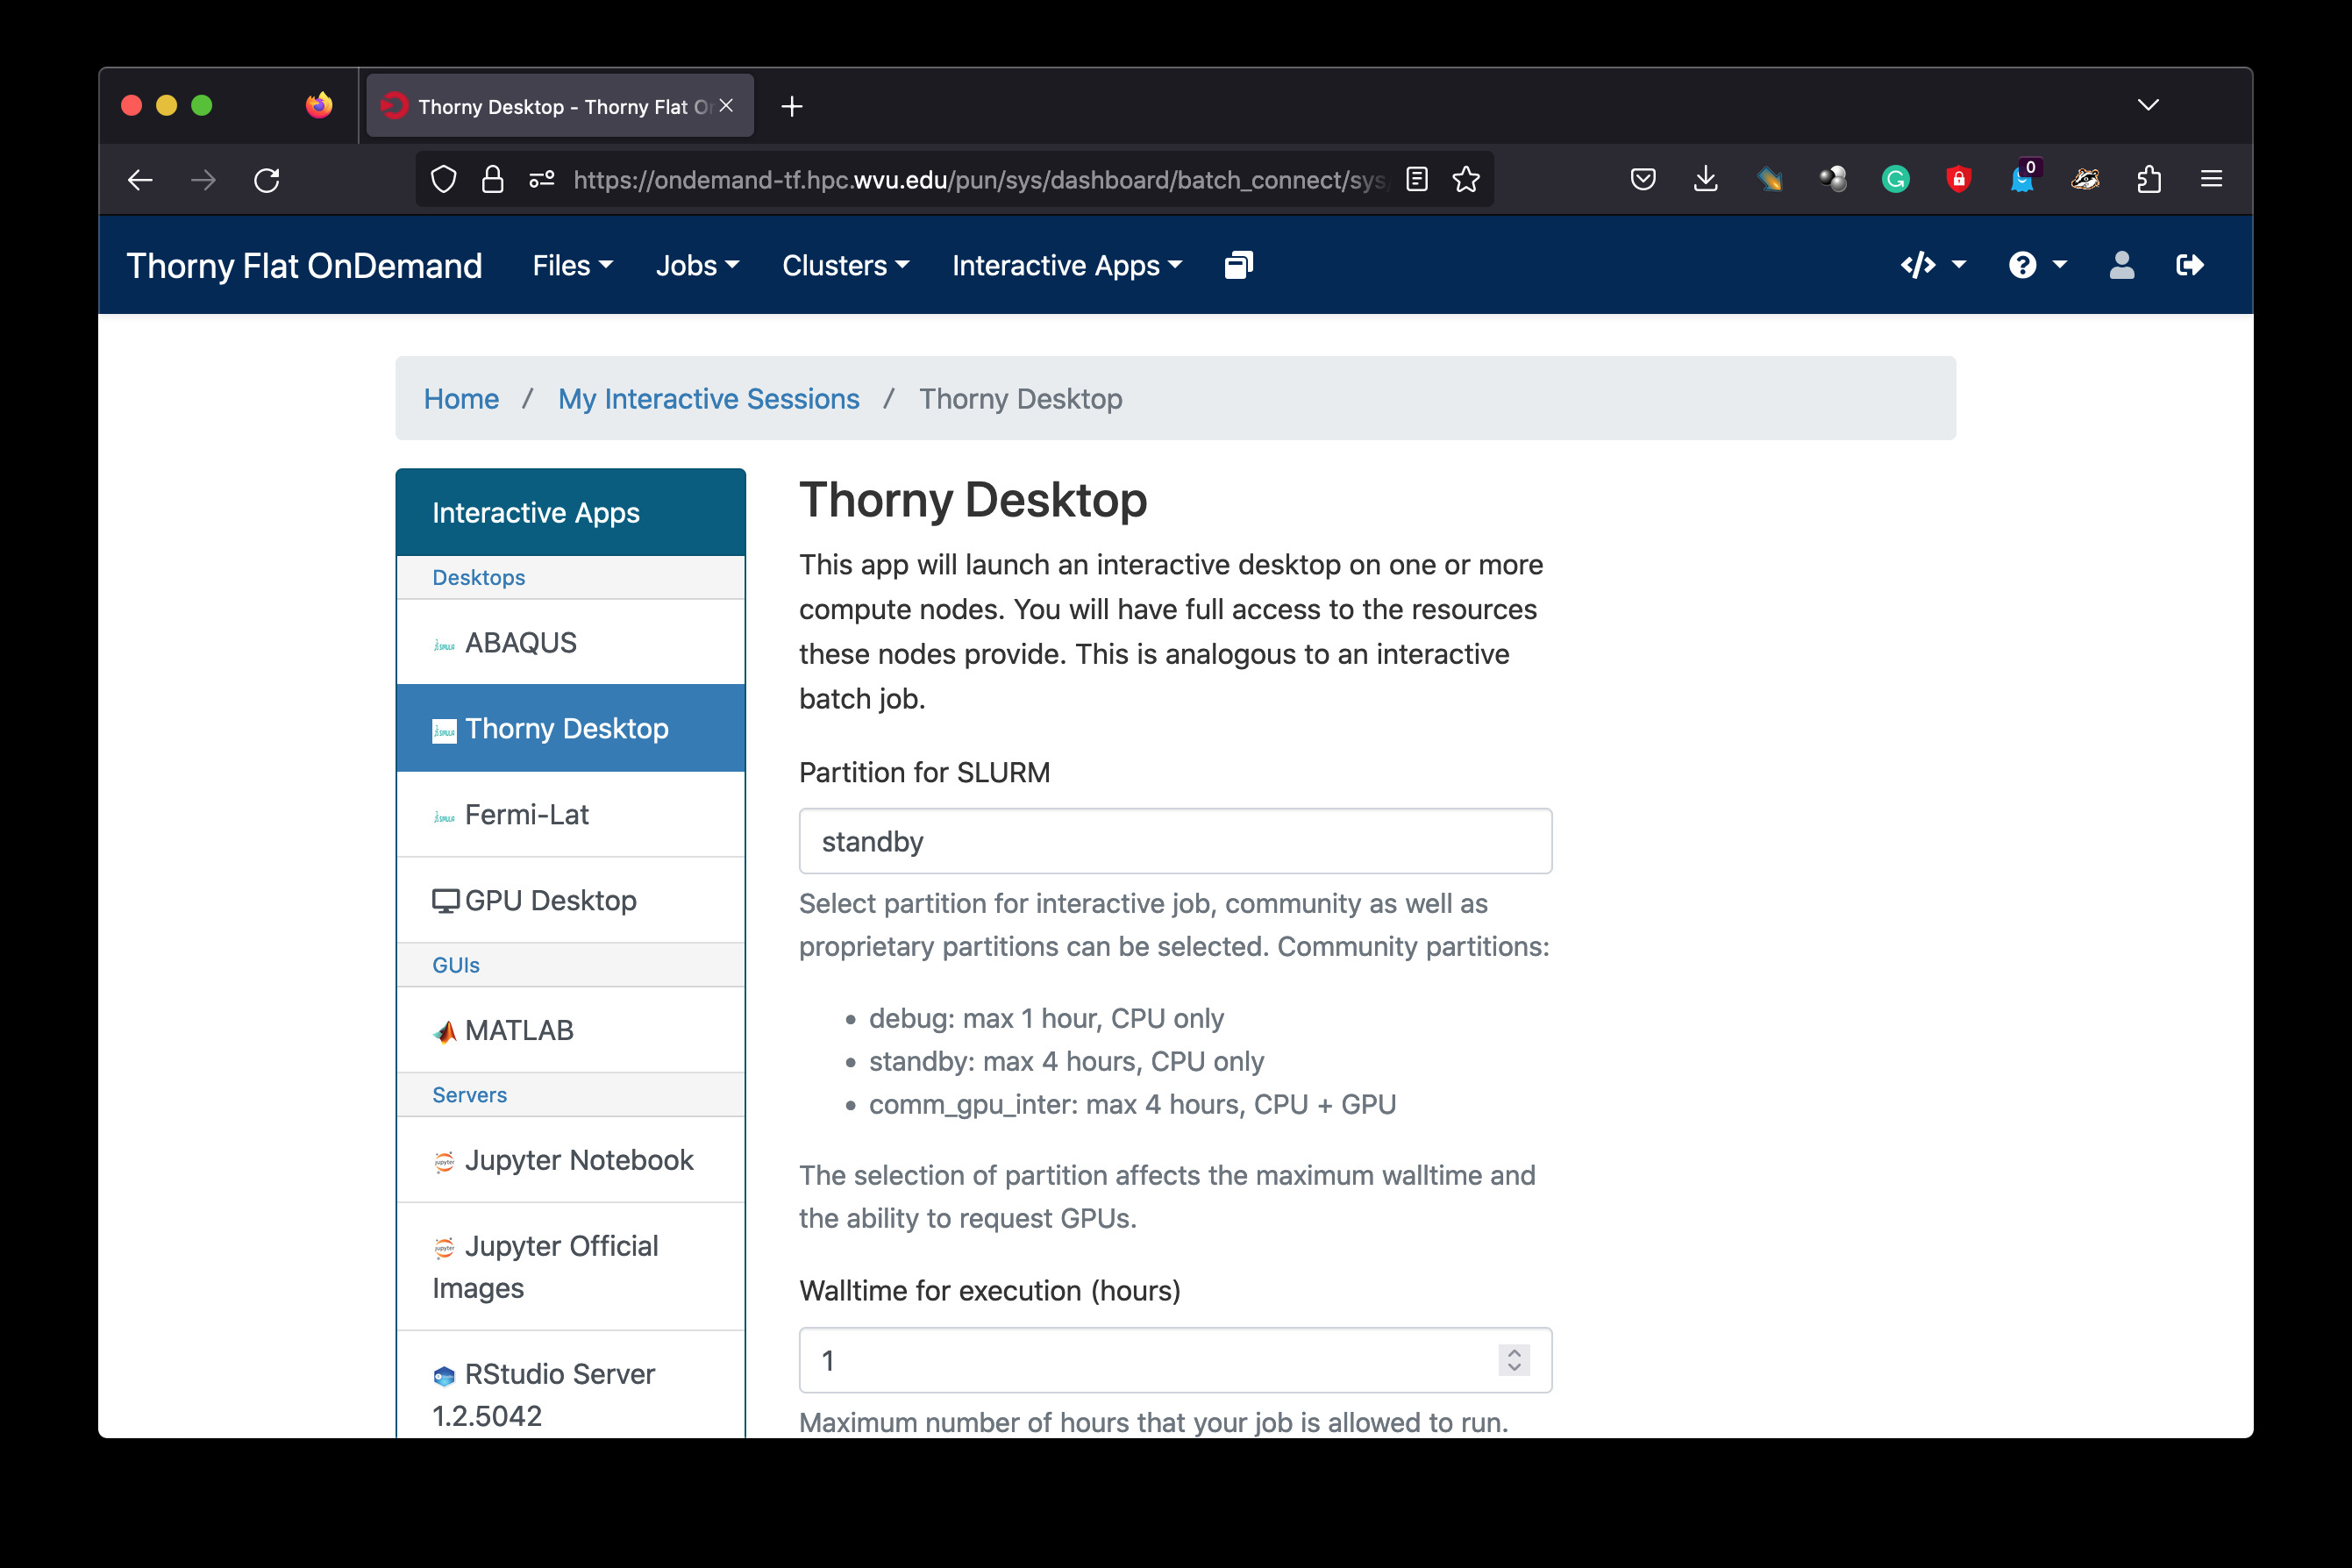 Thorny Desktop - Thorny Flat O
https://ondemand-tf.hpc.wvu.edu/pun/sys/dashboard/batch_connect/sys
0
Thorny Flat OnDemand Files Jobs Clusters Interactive Apps
Home / My Interactive Sessions / Thorny Desktop
Interactive Apps
Desktops
ABAQUS
Thorny Desktop
Fermi-Lat
GPU Desktop
GUIs
MATLAB
Servers
Jupyter Notebook
Jupyter Official
Images
RStudio Server
1.2.5042
Thorny Desktop
This app will launch an interactive desktop on one or more
compute nodes. You will have full access to the resources
these nodes provide. This is analogous to an interactive
batch job.
Partition for SLURM
standby
Select partition for interactive job, community as well as
proprietary partitions can be selected. Community partitions:
• debug: max 1 hour, CPU only
• standby: max 4 hours, CPU only
• comm_gpu_inter: max 4 hours, CPU + GPU
The selection of partition affects the maximum walltime and
the ability to request GPUs.
Walltime for execution (hours)
1
Maximum number of hours that your job is allowed to run.